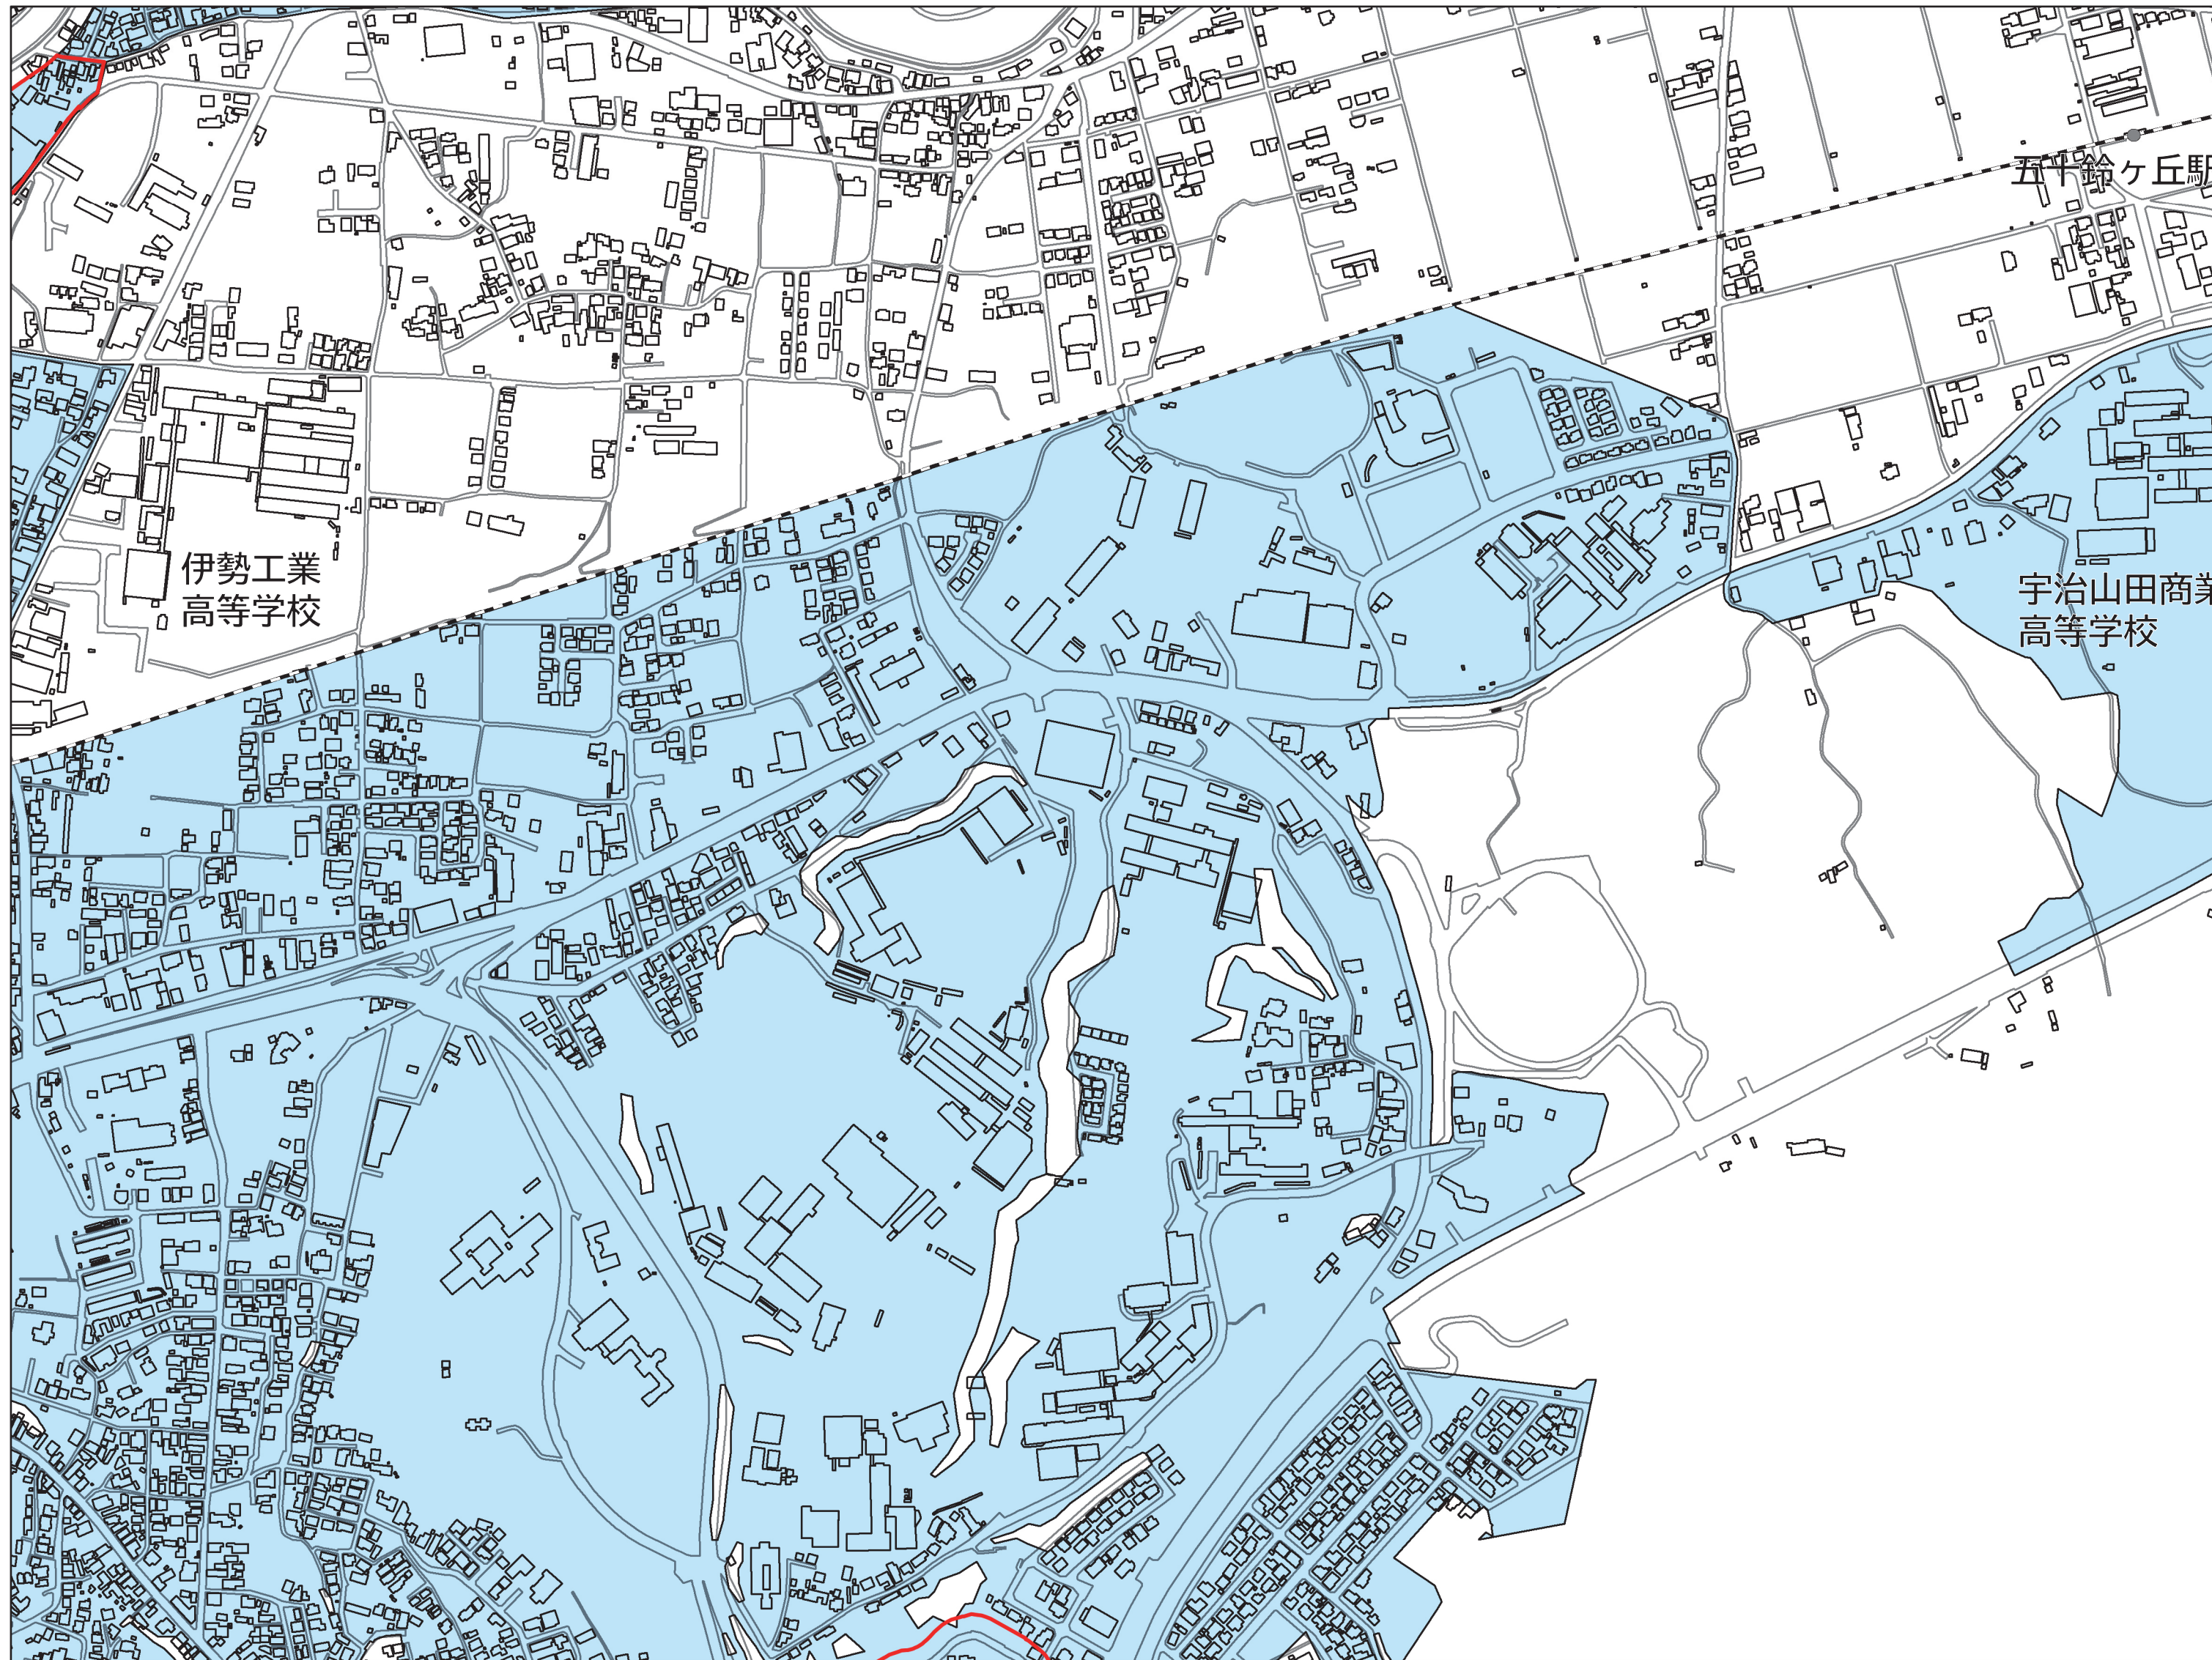 五十鈴ヶ丘駅
伊勢工業
高等学校
宇治山田商業
高等学校